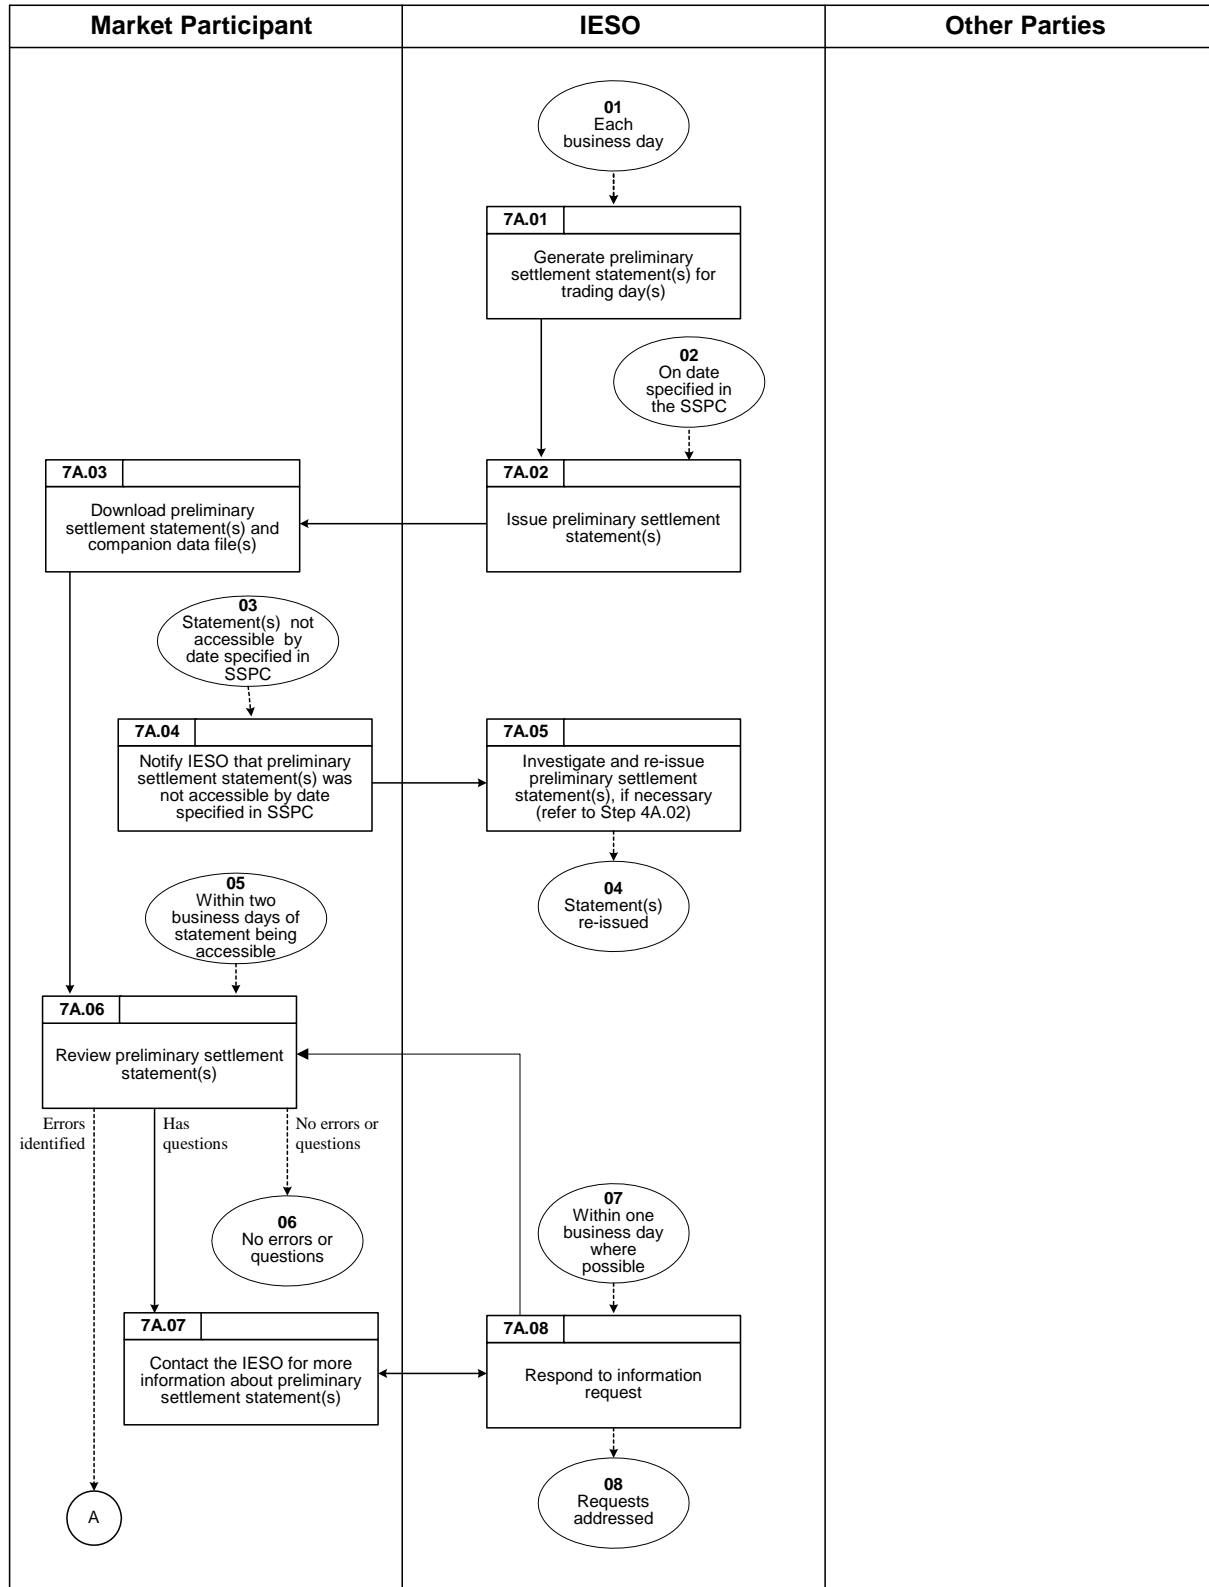 Market Participant
IESO
Other Parties
01
Each
business day
7A.01
Generate preliminary
settlement statement(s) for
trading day(s)
02
On date
specified in
the SSPC
7A.03
Download preliminary
settlement statement(s) and
companion data file(s)
7A.02
Issue preliminary settlement
statement(s)
03
Statement(s) not
accessible by
date specified in
SSPC
7A.04
Notify IESO that preliminary
settlement statement(s) was
not accessible by date
specified in SSPC
7A.05
Investigate and re-issue
preliminary settlement
statement(s), if necessary
(refer to Step 4A.02)
04
Statement(s)
re-issued
05
Within two
business days of
statement being
accessible
7A.06
Review preliminary settlement
statement(s)
Errors
identified
Has
questions
No errors or
questions
06
No errors or
questions
07
Within one
business day
where
possible
7A.07
Contact the IESO for more
information about preliminary
settlement statement(s)
7A.08
Respond to information
request
08
Requests
addressed
A